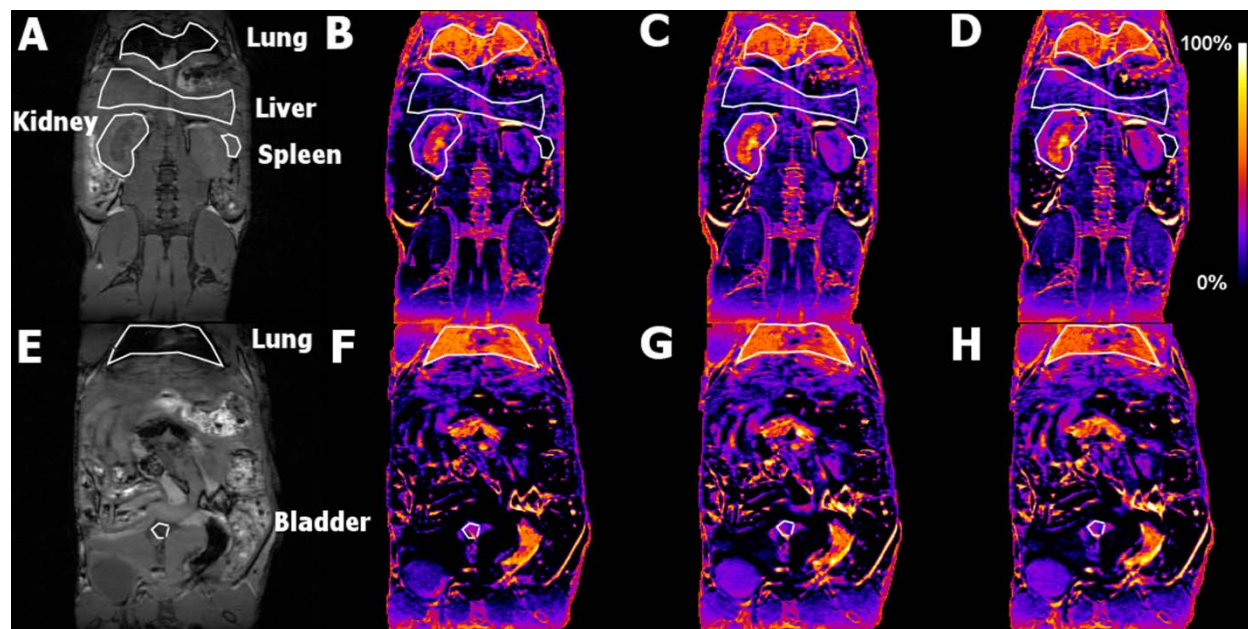 A Lung B C D 100%
Liver
Kidney
Spleen
0%
E Lung F G H
Bladder